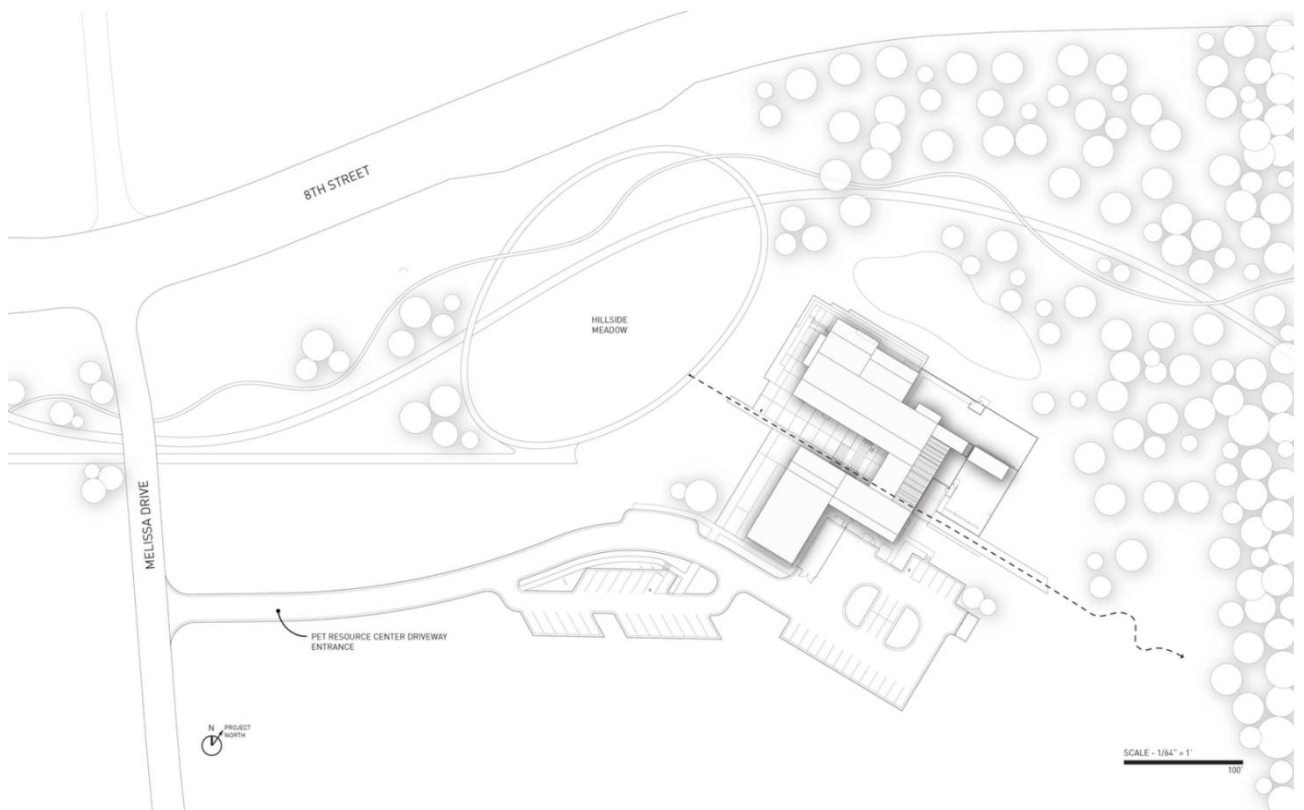 8TH STREET
HILLSIDE
MEADOW
MELISSA DRIVE
PET RESOURCE CENTER DRIVEWAY
ENTRANCE
N
PROJECT
NORTH
SCALE - 1/64" = 1'
100'